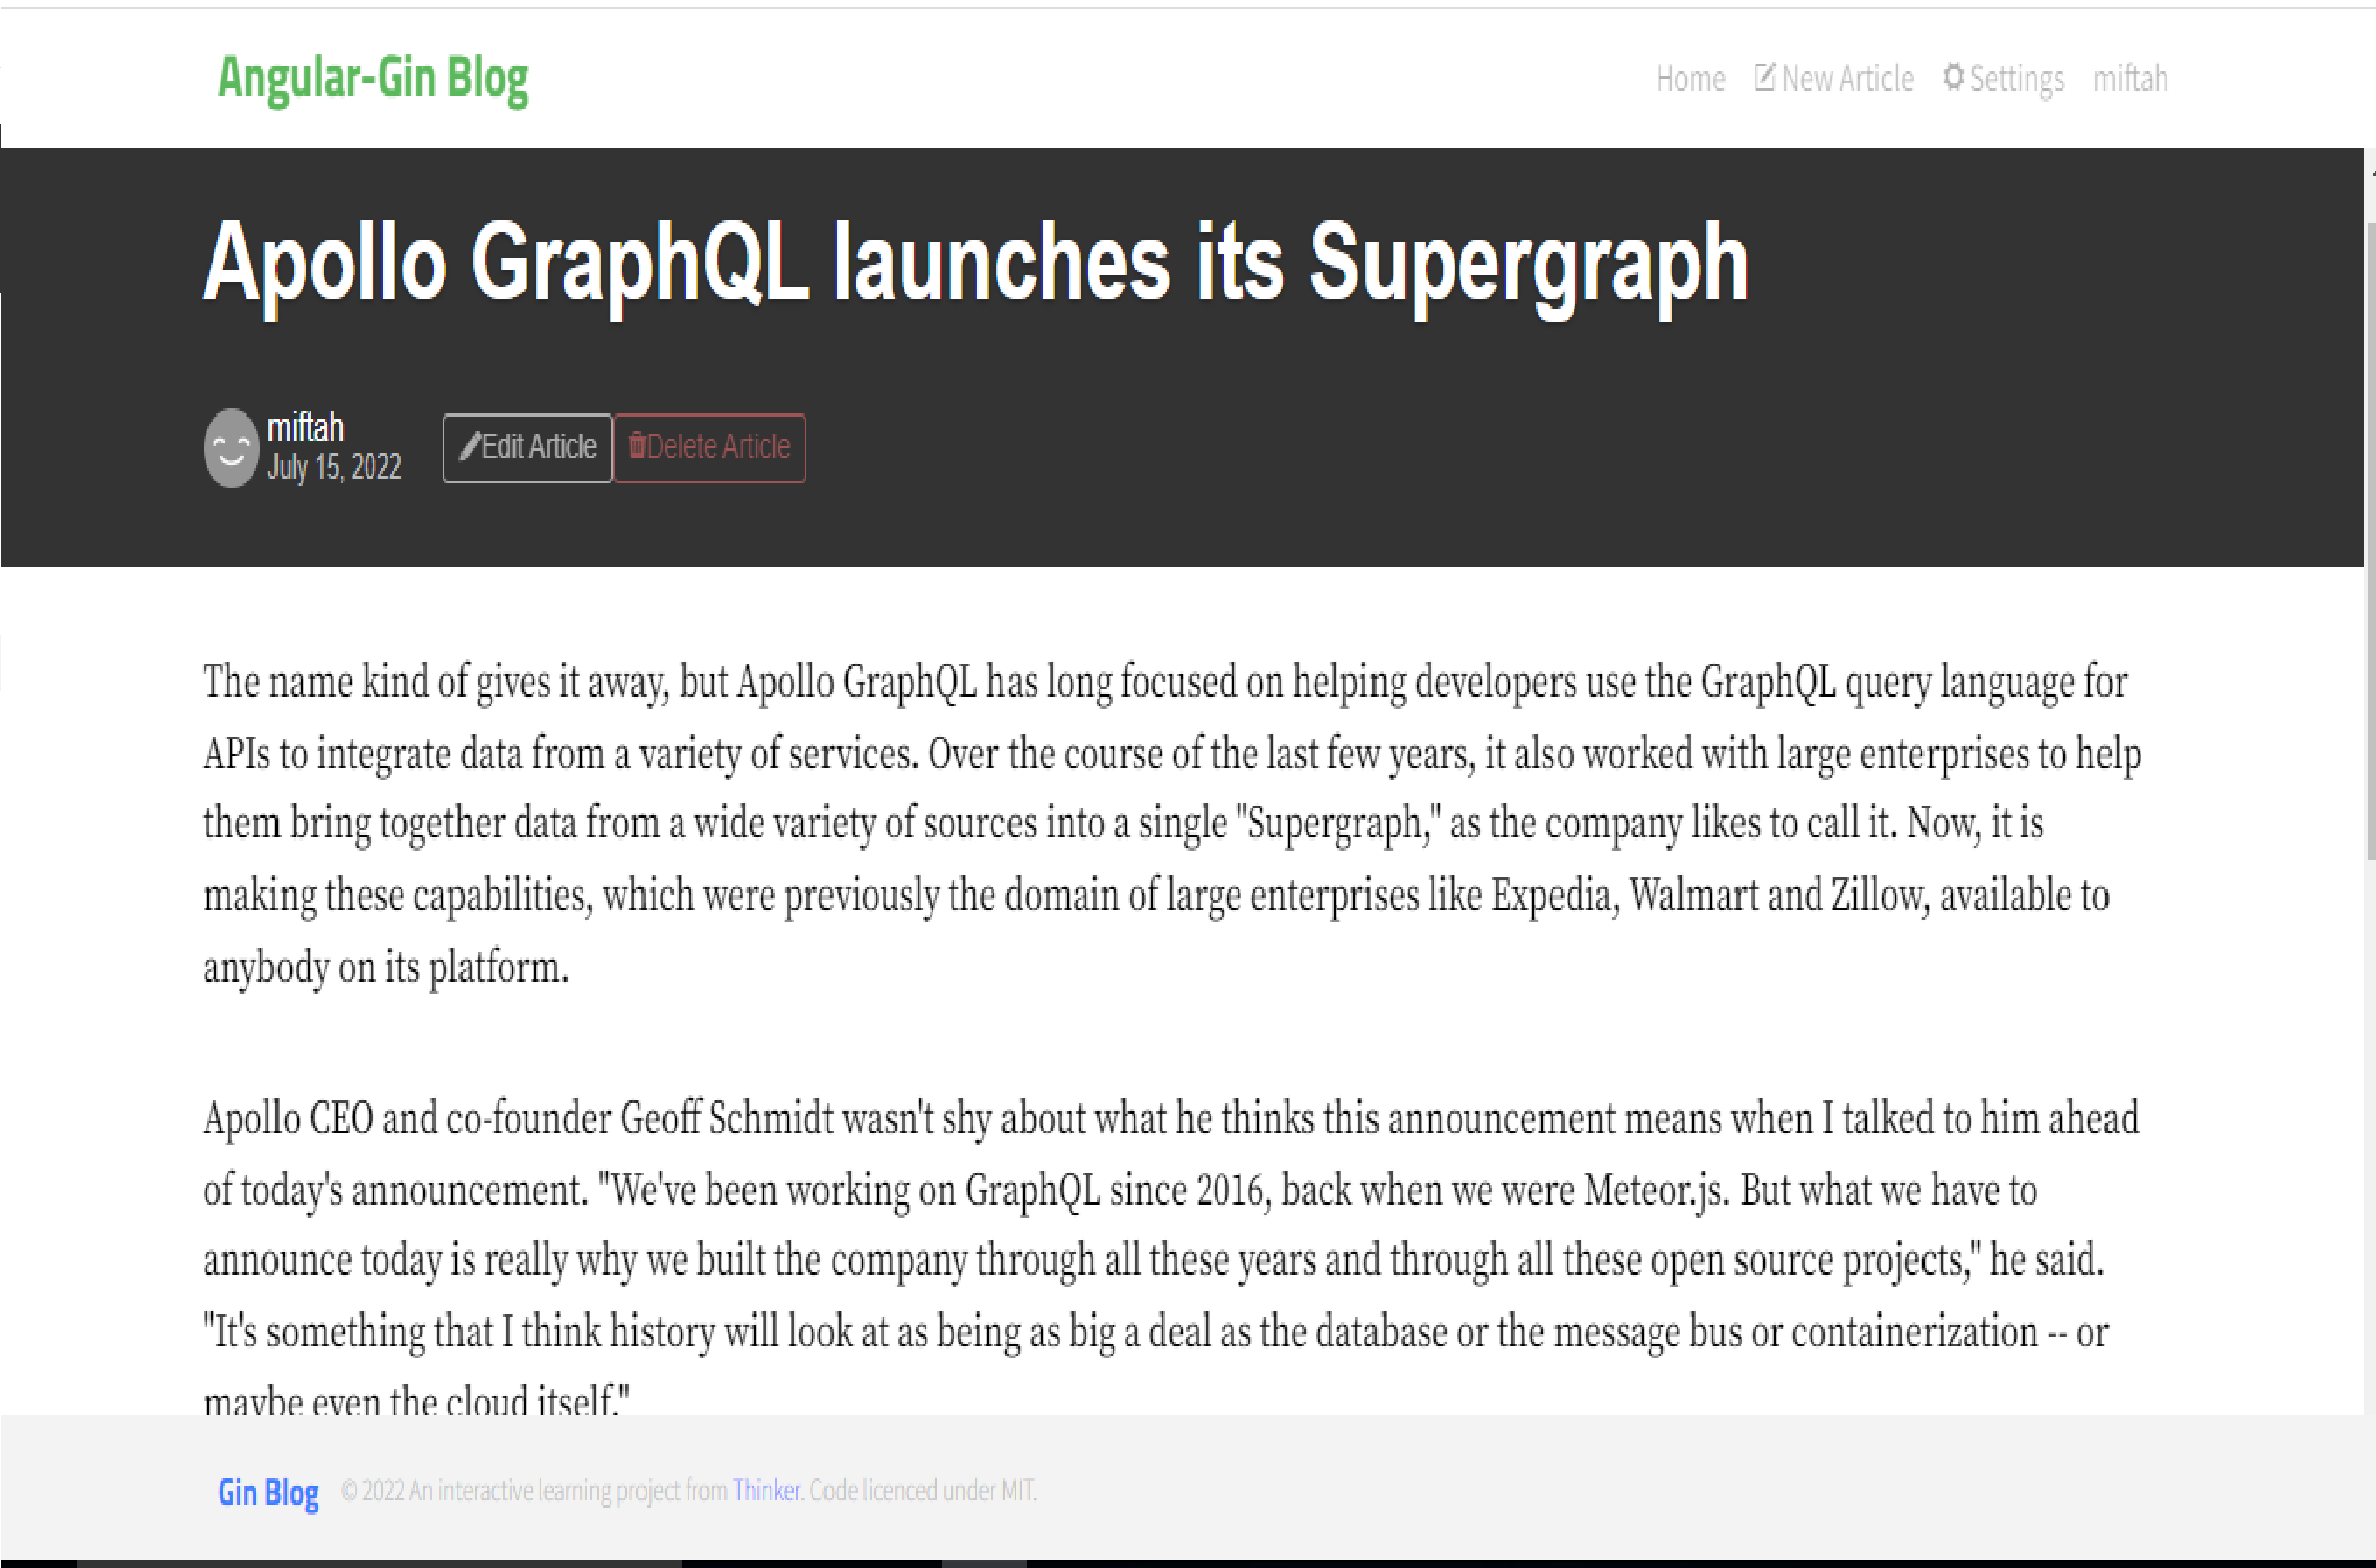 Angular-Gin Blog
Home New Article Settings miftah
Apollo GraphQL launches its Supergraph
miftah
July 15, 2022
Edit Article Delete Article
The name kind of gives it away, but Apollo GraphQL has long focused on helping developers use the GraphQL query language for
APIs to integrate data from a variety of services. Over the course of the last few years, it also worked with large enterprises to help
them bring together data from a wide variety of sources into a single "Supergraph," as the company likes to call it. Now, it is
making these capabilities, which were previously the domain of large enterprises like Expedia, Walmart and Zillow, available to
anybody on its platform.
Apollo CEO and co-founder Geoff Schmidt wasn't shy about what he thinks this announcement means when I talked to him ahead
of today's announcement. "We've been working on GraphQL since 2016, back when we were Meteor.js. But what we have to
announce today is really why we built the company through all these years and through all these open source projects," he said.
"It's something that I think history will look at as being as big a deal as the database or the message bus or containerization -- or
maybe even the cloud itself."
Gin Blog © 2022 An interactive learning project from Thinker. Code licenced under MIT.